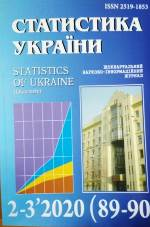 ISSN 2519-1853
СТАТИСТИКА
УКРАЇНИ
STATISTICS
OF UKRAINE
ЩОКВАРТАЛЬНИЙ
НАУКОВО-ІНФОРМАЦІЙНИЙ
ЖУРНАЛ
2-3'2020 (89-90